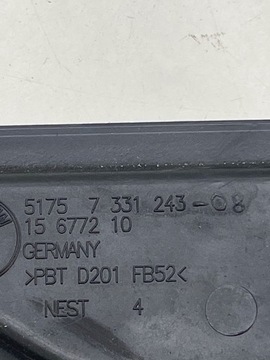 5175 7 331 243-08
15 6772 10
GERMANY
>PBT D201 FB52<
NEST 4